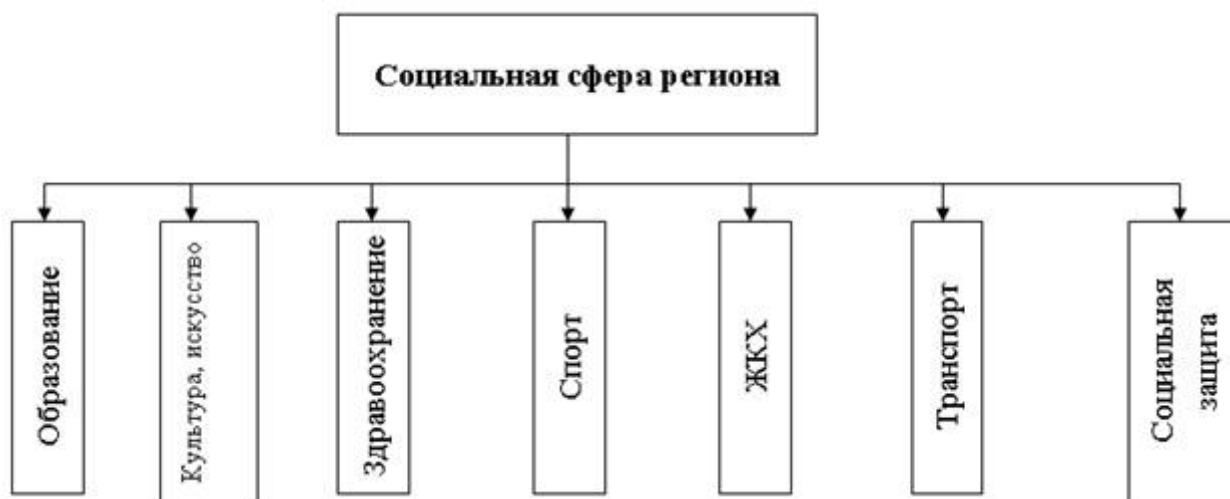 Социальная сфера региона
Образование
Культура, искусство
Здравоохранение
Спорт
ЖКХ
Транспорт
Социальная
защита